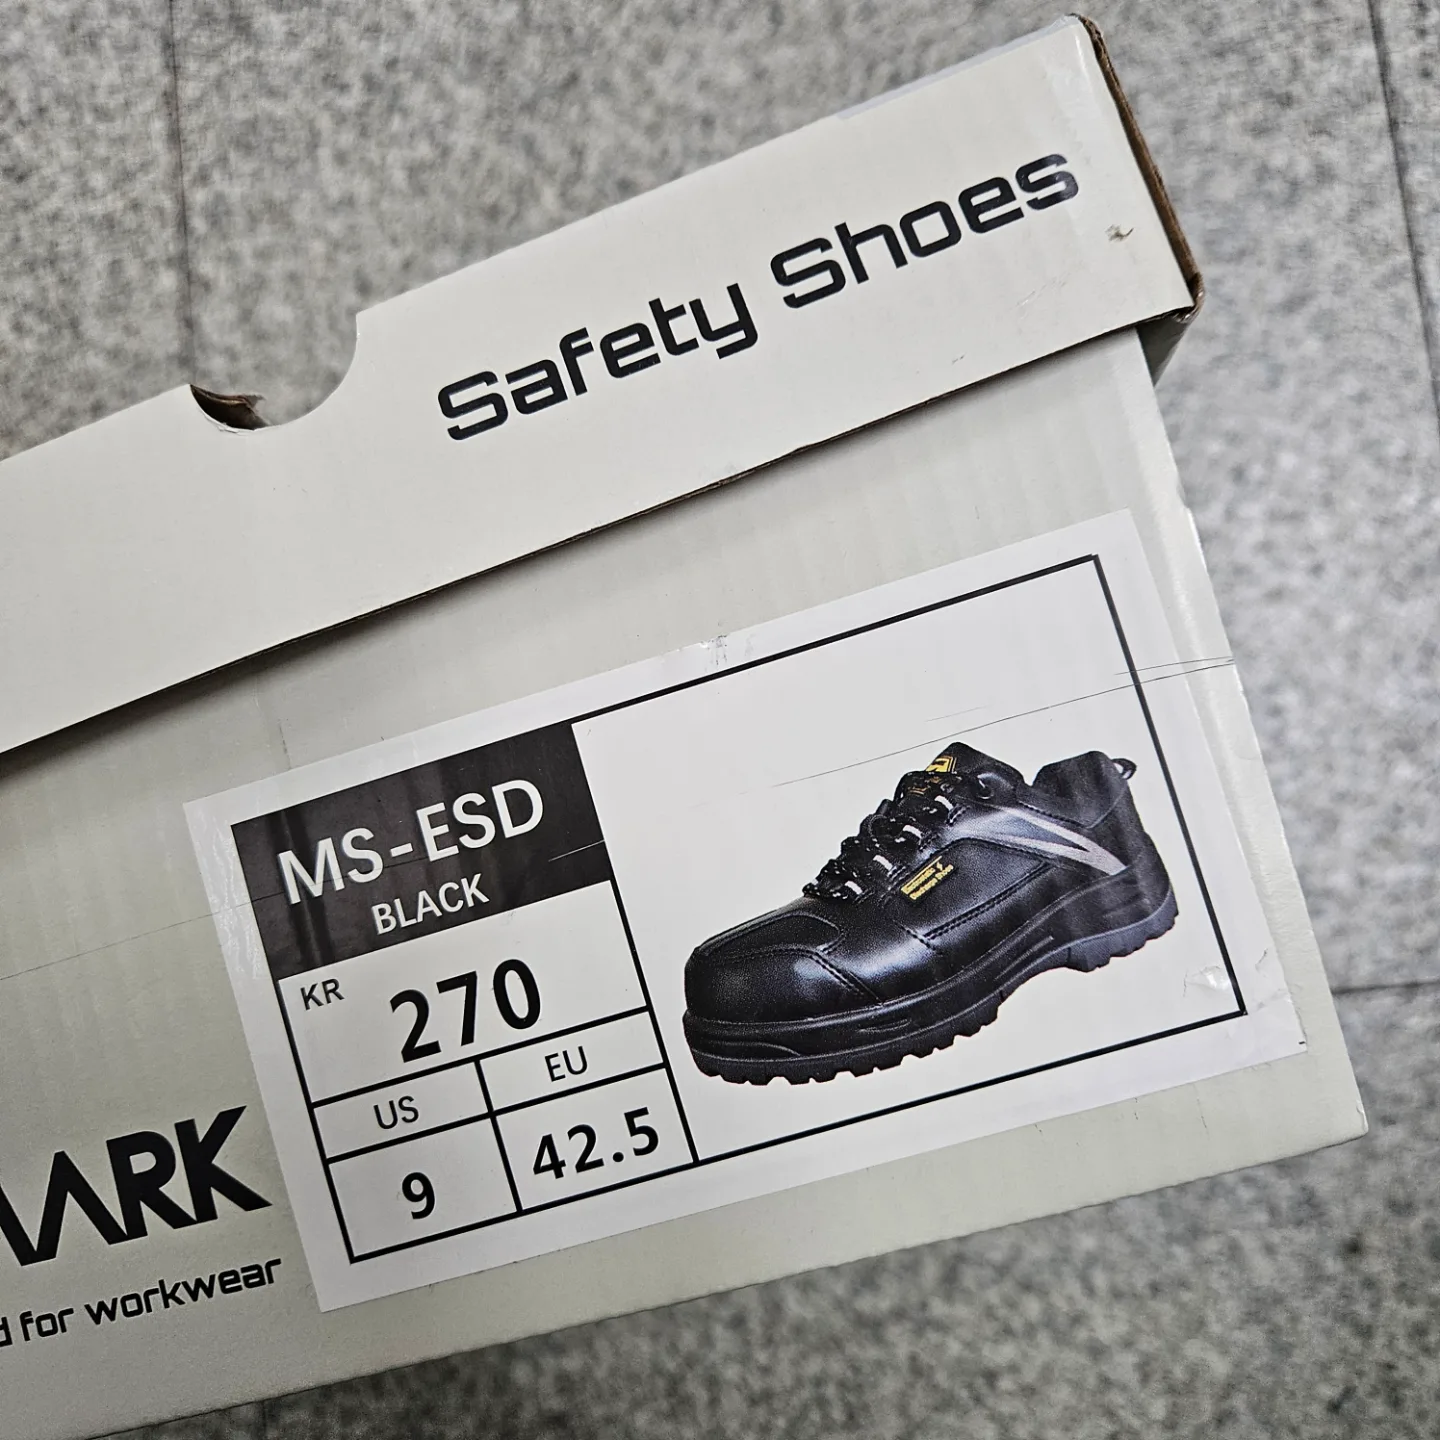 Safety Shoes
MS-ESD
BLACK
KR
270
US
EU
9
42.5
ARK
for workwear